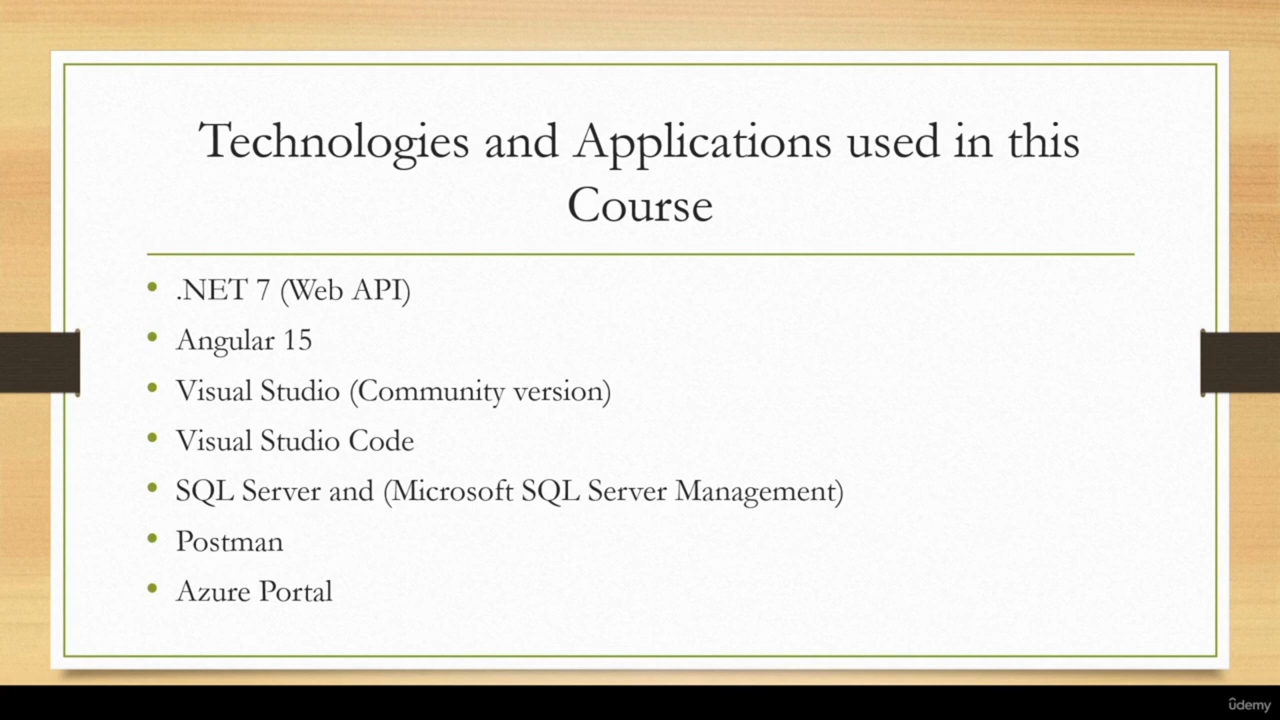 Technologies and Applications used in this
Course
.NET 7 (Web API)
Angular 15
Visual Studio (Community version)
Visual Studio Code
SQL Server and (Microsoft SQL Server Management)
Postman
Azure Portal
ûdemy